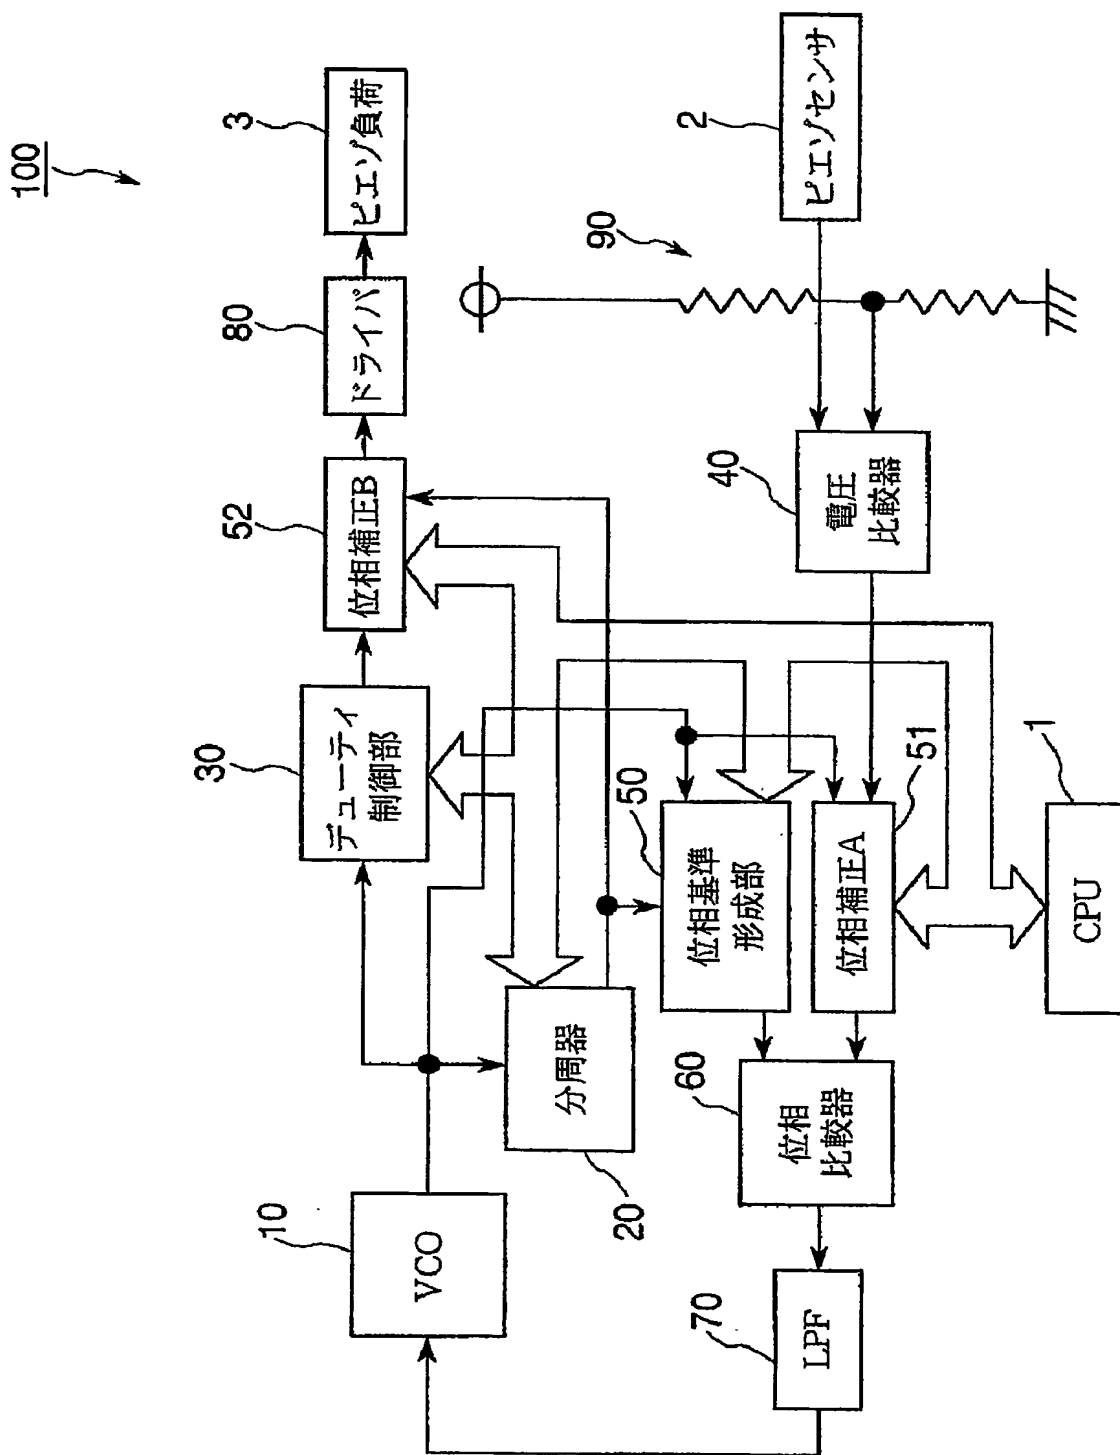 100
10
VCO
20
分周器
30
デューティ
制御部
52
位相補正B
80
ドライバ
3
ピエゾ負荷
70
LPF
60
位相
比較器
50
位相基準
形成部
51
位相補正A
40
電圧
比較器
90
2
ピエゾセンサ
1
CPU